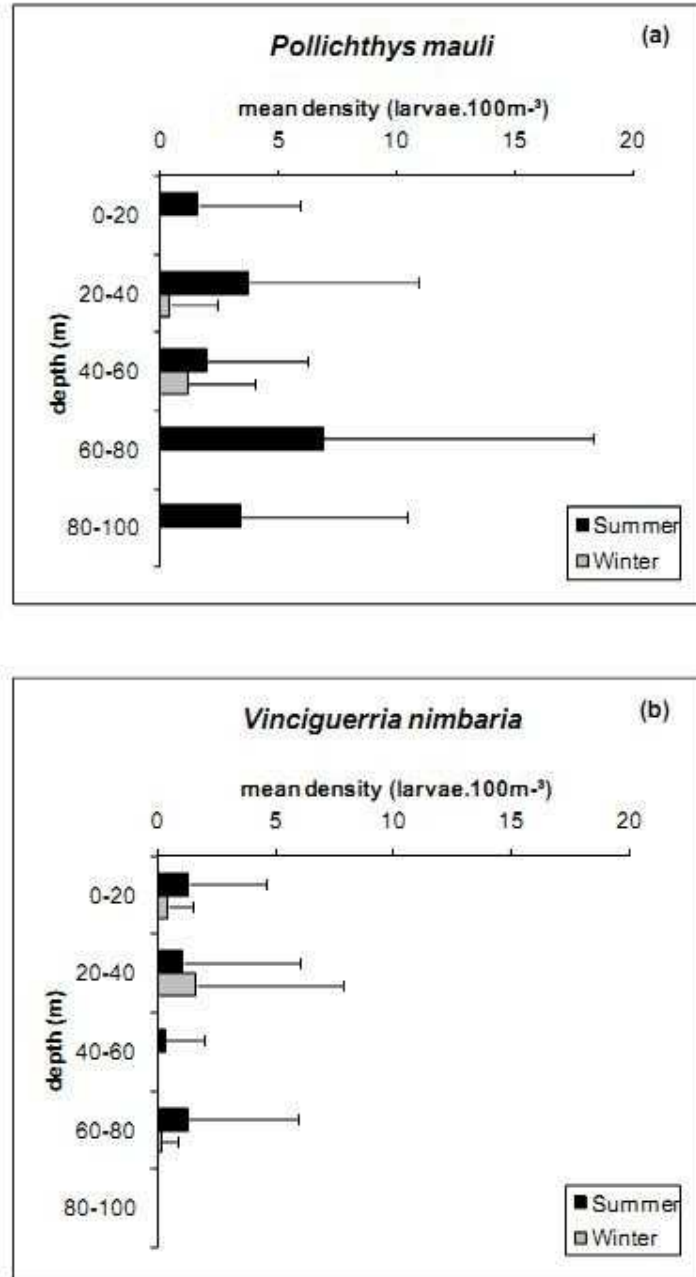 Pollichthys mauli
(a)
mean density (larvae.100m-³)
0 5 10 15 20
depth (m)
0-20
20-40
40-60
60-80
80-100
Summer
Winter
Vinciguerria nimbaria
(b)
mean density (larvae.100m-³)
0 5 10 15 20
depth (m)
0-20
20-40
40-60
60-80
80-100
Summer
Winter